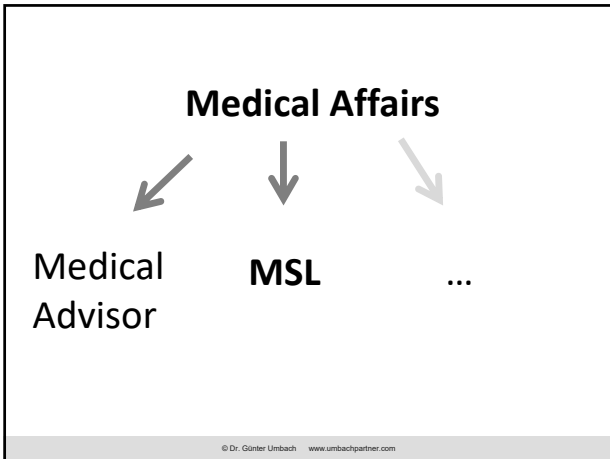 Medical Affairs
Medical
Advisor
MSL
...
© Dr. Günter Umbach www.umbachpartner.com